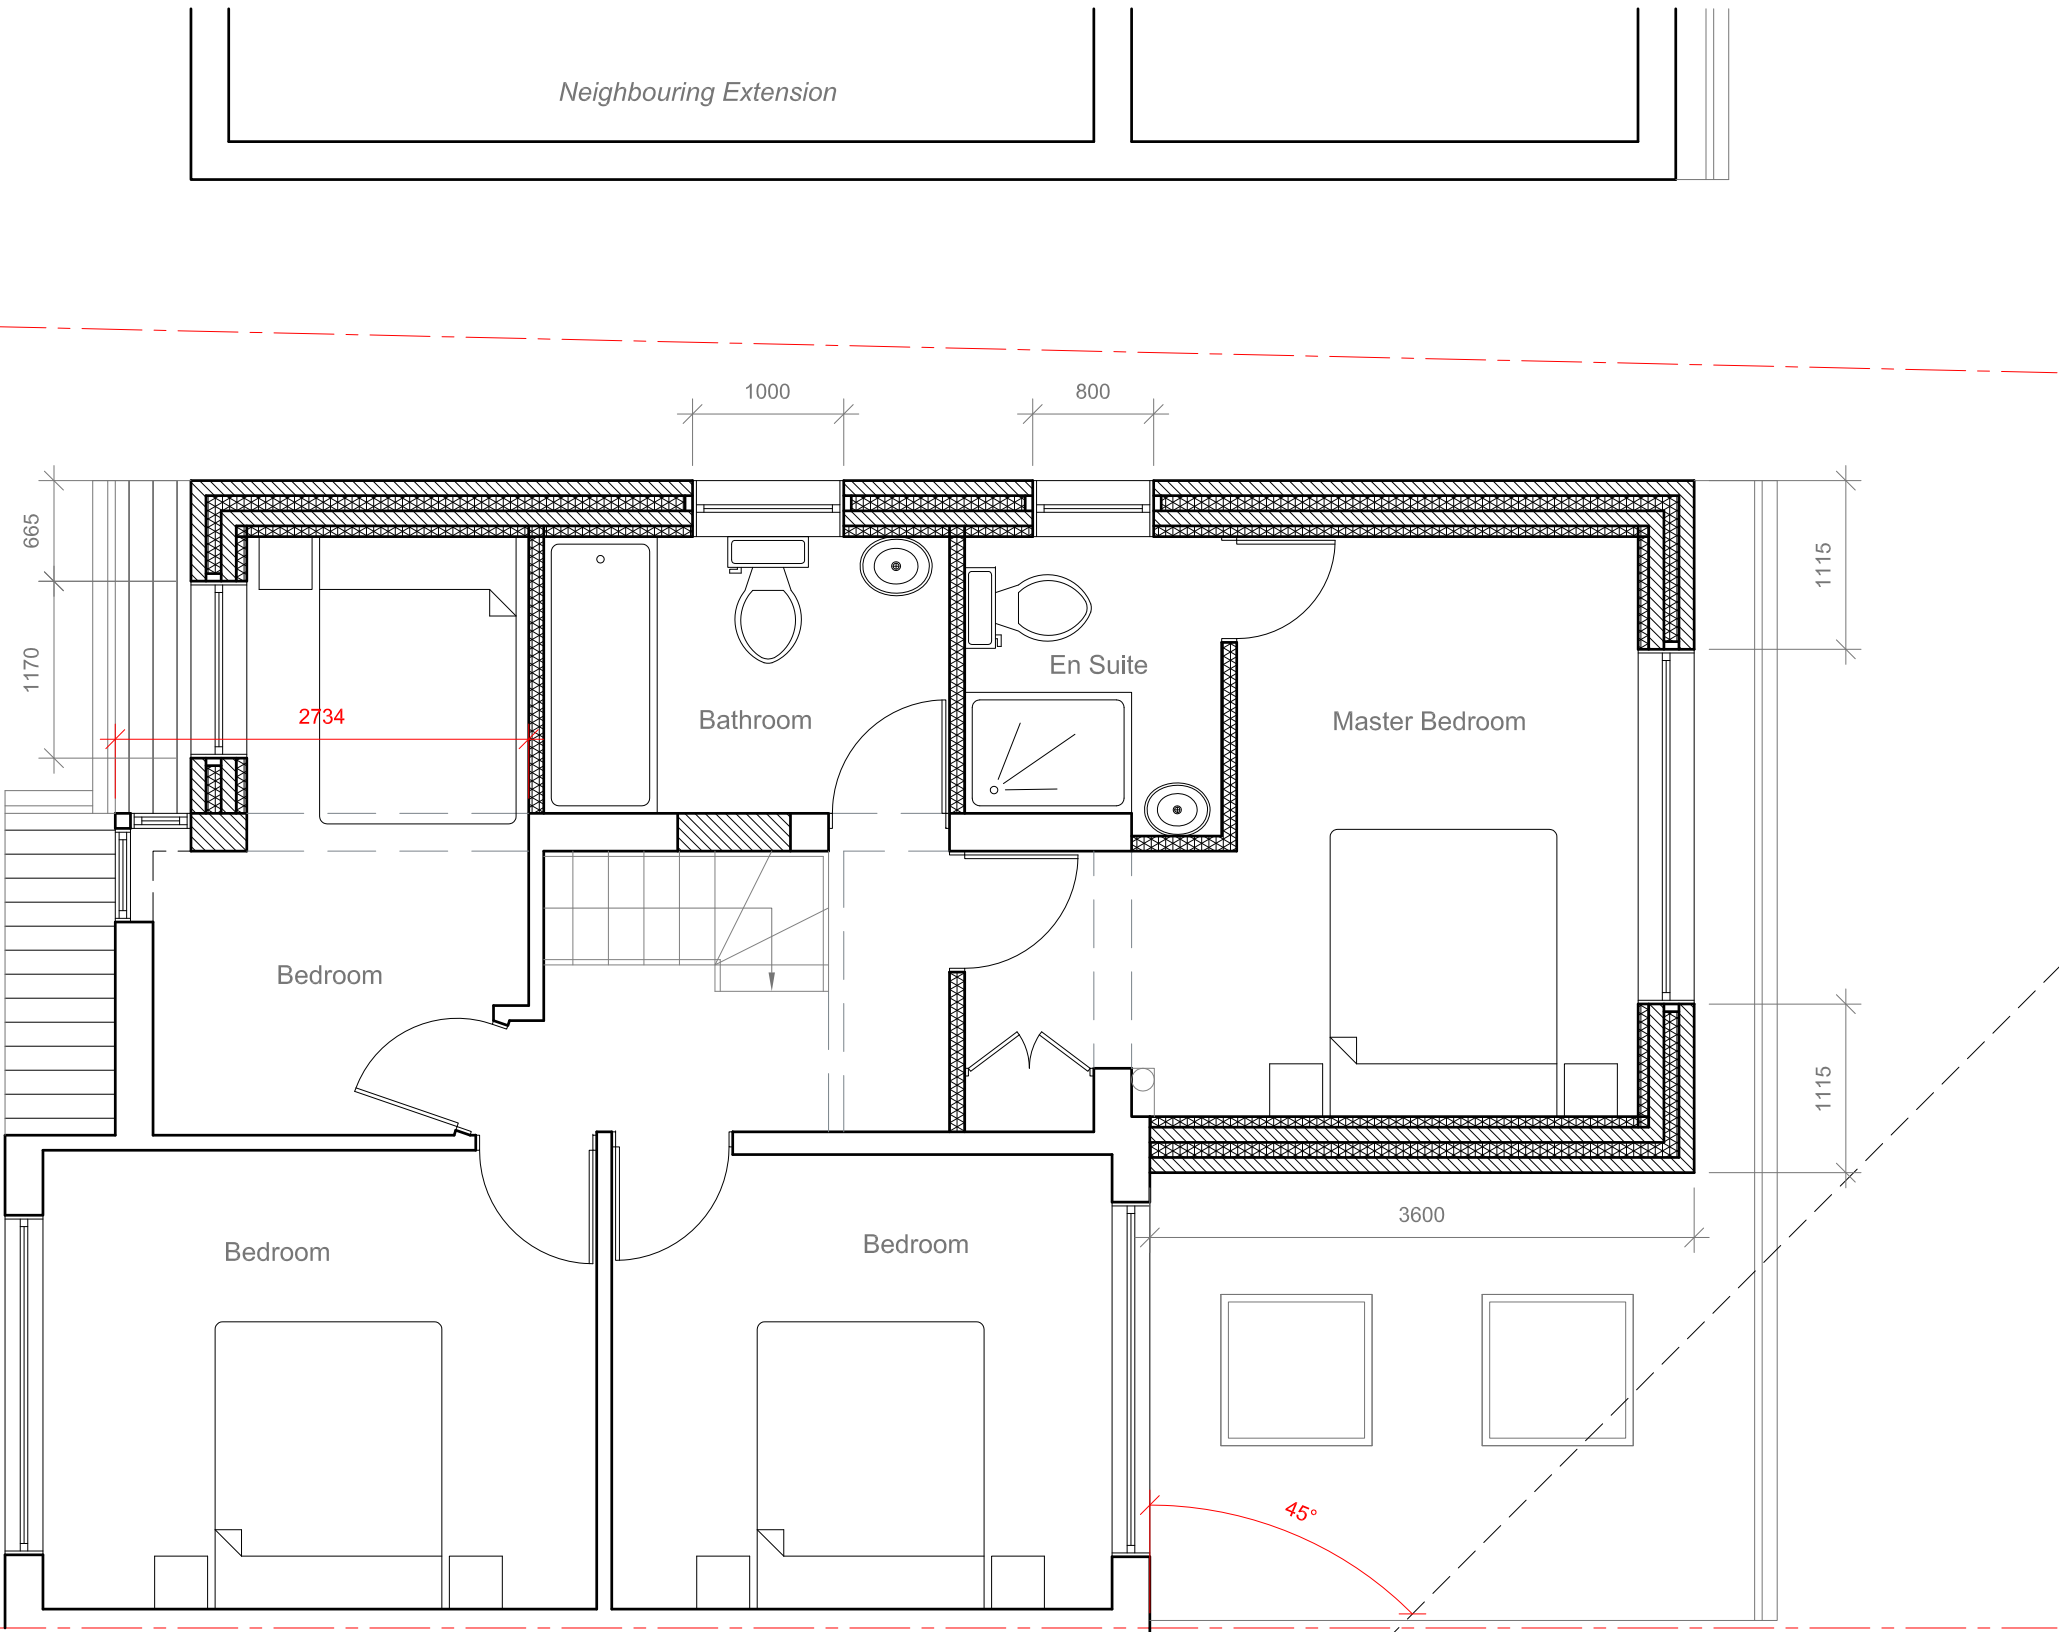 Neighbouring Extension
1000
800
665
1115
1170
En Suite
2734
Bathroom
Master Bedroom
Bedroom
1115
3600
Bedroom
Bedroom
45°